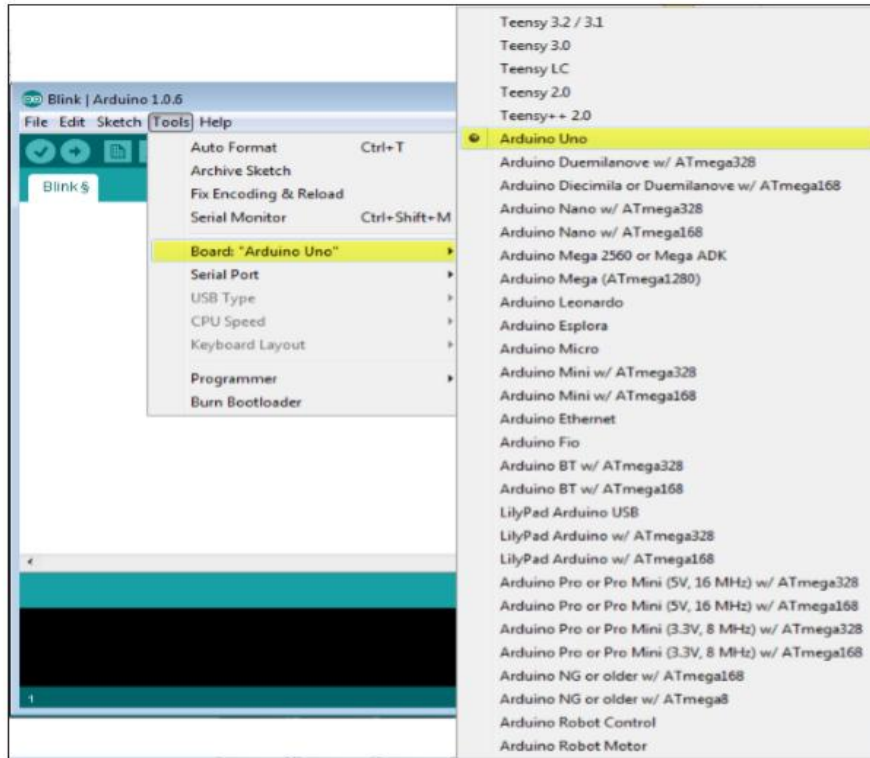 Blink | Arduino 1.0.6
File Edit Sketch Tools Help
Blink §
Auto Format Ctrl+T
Archive Sketch
Fix Encoding & Reload
Serial Monitor Ctrl+Shift+M
Board: "Arduino Uno"
Serial Port
USB Type
CPU Speed
Keyboard Layout
Programmer
Burn Bootloader
1
Teensy 3.2 / 3.1
Teensy 3.0
Teensy LC
Teensy 2.0
Teensy++ 2.0
Arduino Uno
Arduino Duemilanove w/ ATmega328
Arduino Diecimila or Duemilanove w/ ATmega168
Arduino Nano w/ ATmega328
Arduino Nano w/ ATmega168
Arduino Mega 2560 or Mega ADK
Arduino Mega (ATmega1280)
Arduino Leonardo
Arduino Esplora
Arduino Micro
Arduino Mini w/ ATmega328
Arduino Mini w/ ATmega168
Arduino Ethernet
Arduino Fio
Arduino BT w/ ATmega328
Arduino BT w/ ATmega168
LilyPad Arduino USB
LilyPad Arduino w/ ATmega328
LilyPad Arduino w/ ATmega168
Arduino Pro or Pro Mini (5V, 16 MHz) w/ ATmega328
Arduino Pro or Pro Mini (5V, 16 MHz) w/ ATmega168
Arduino Pro or Pro Mini (3.3V, 8 MHz) w/ ATmega328
Arduino Pro or Pro Mini (3.3V, 8 MHz) w/ ATmega168
Arduino NG or older w/ ATmega168
Arduino NG or older w/ ATmega8
Arduino Robot Control
Arduino Robot Motor